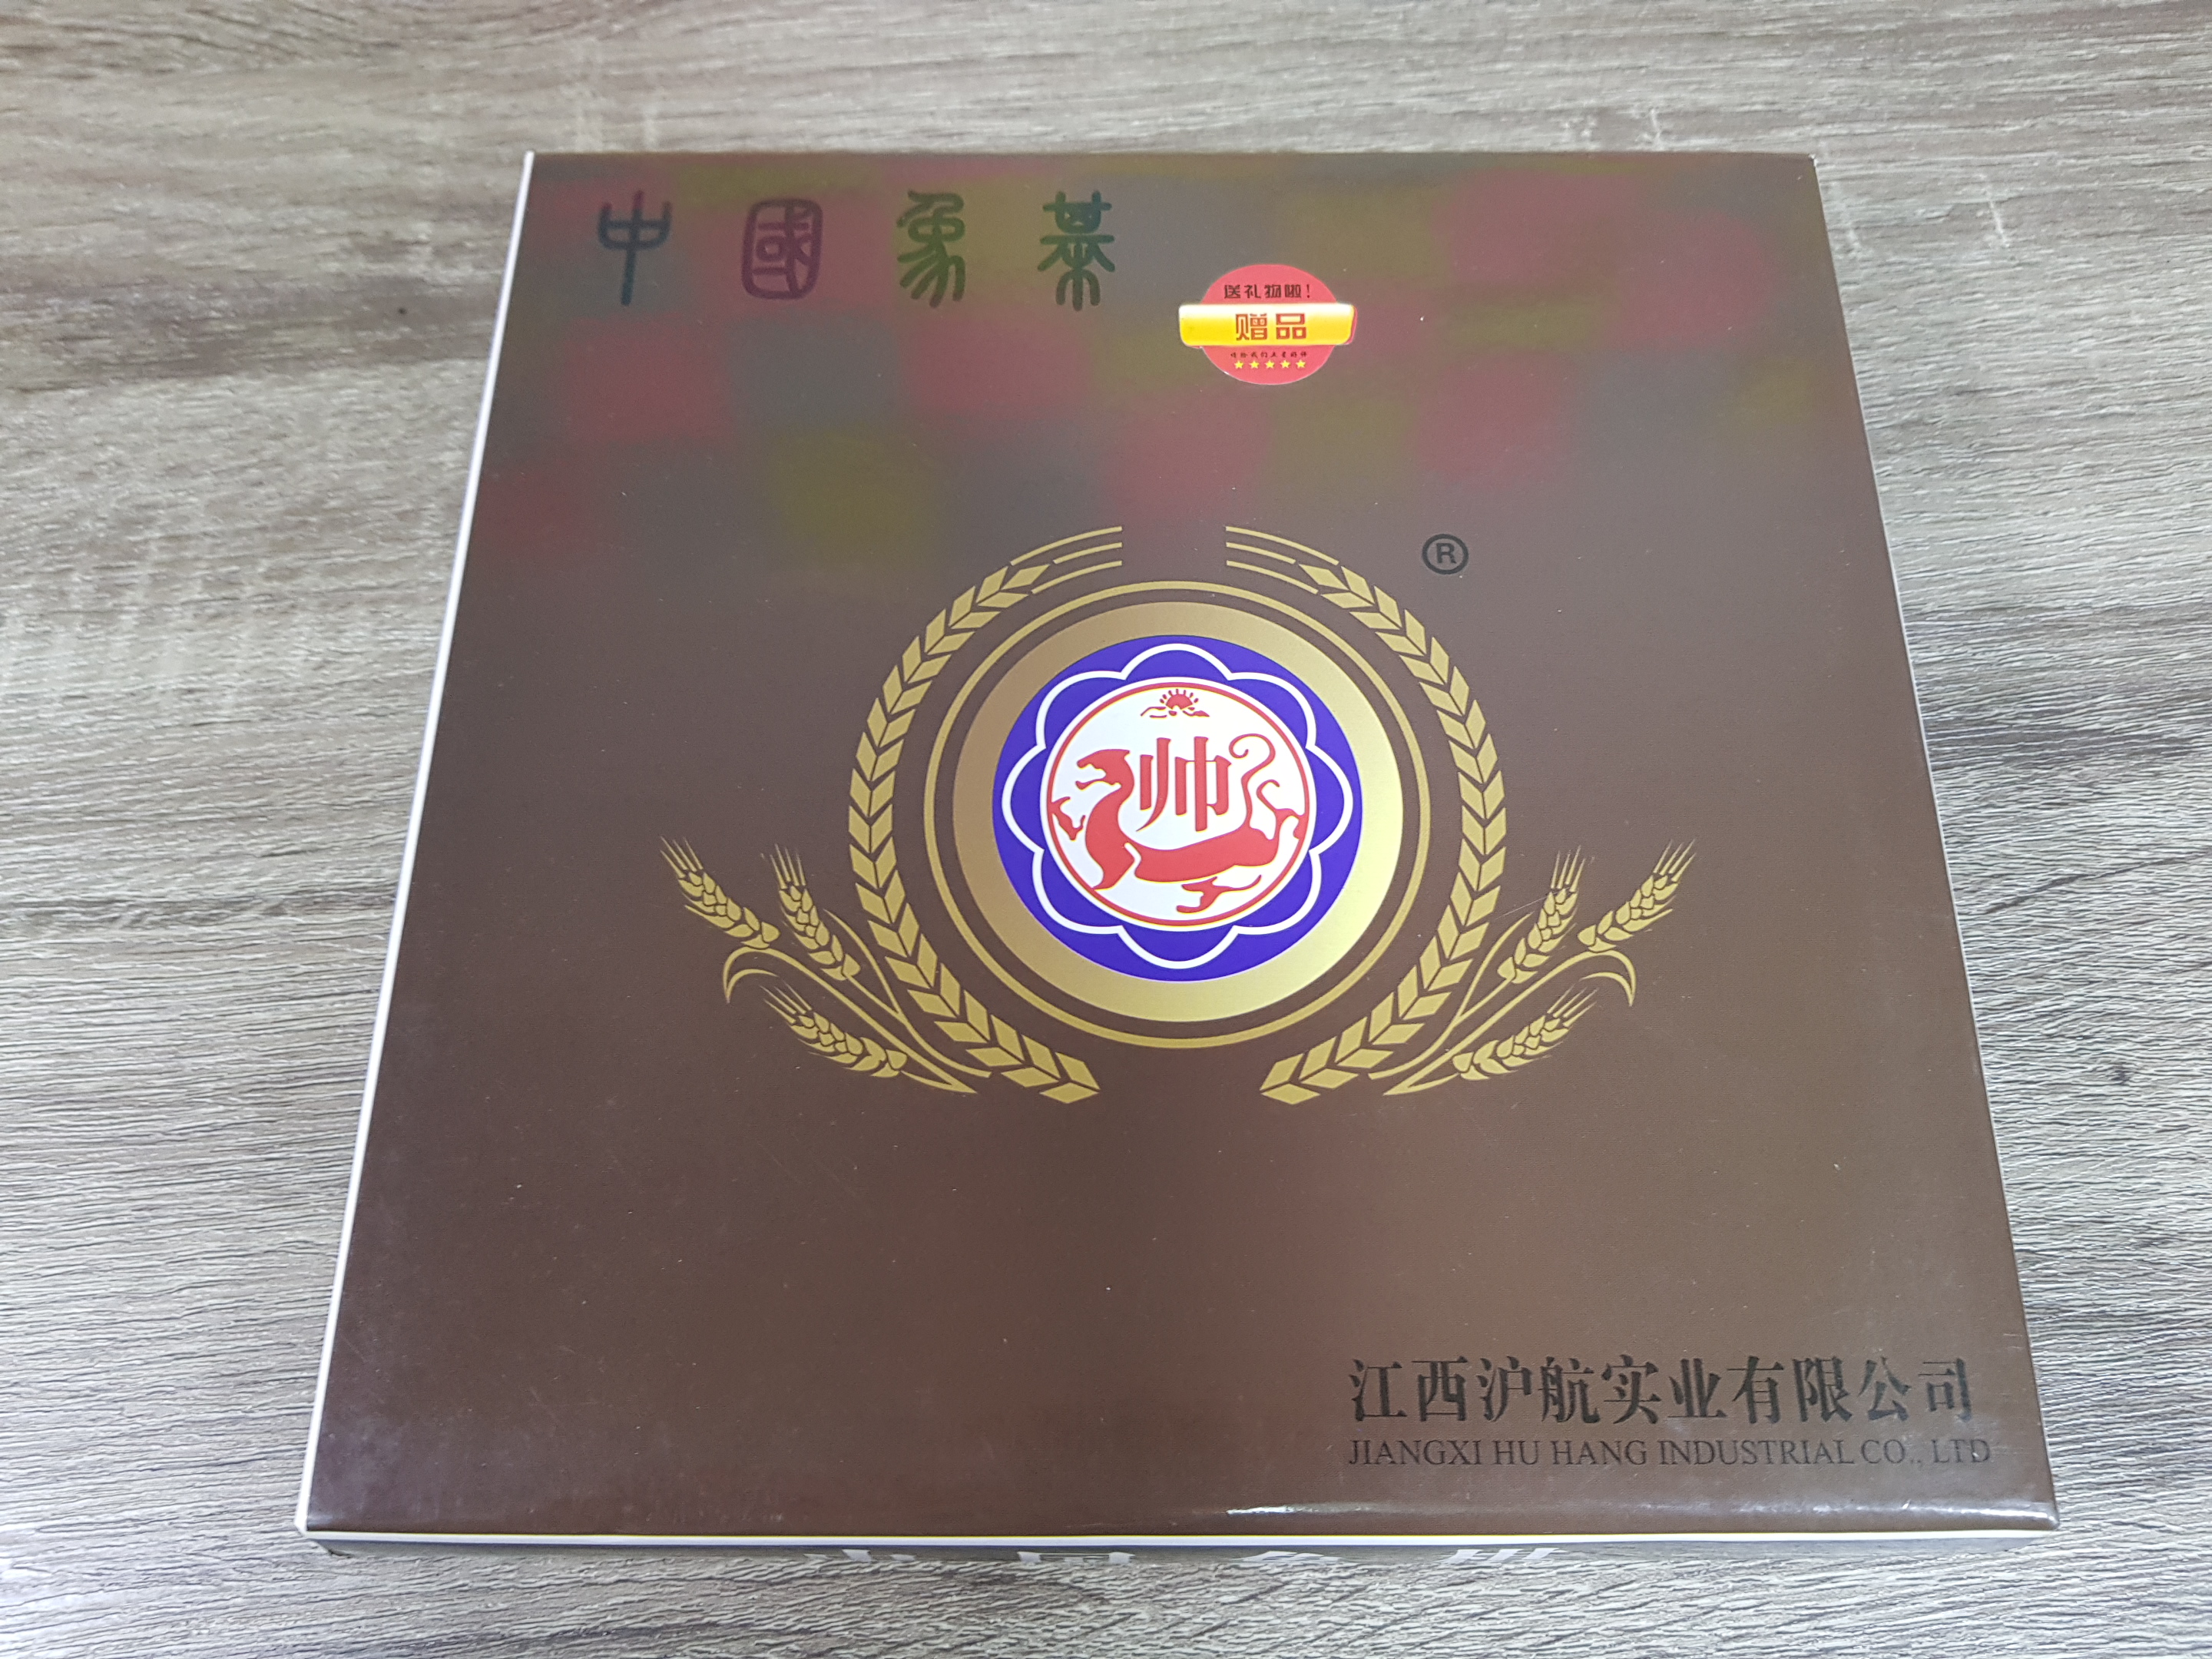 中國象棊
送礼物啦!
赠品
®
帅
江西沪航实业有限公司
JIANGXI HU HANG INDUSTRIAL CO., LTD